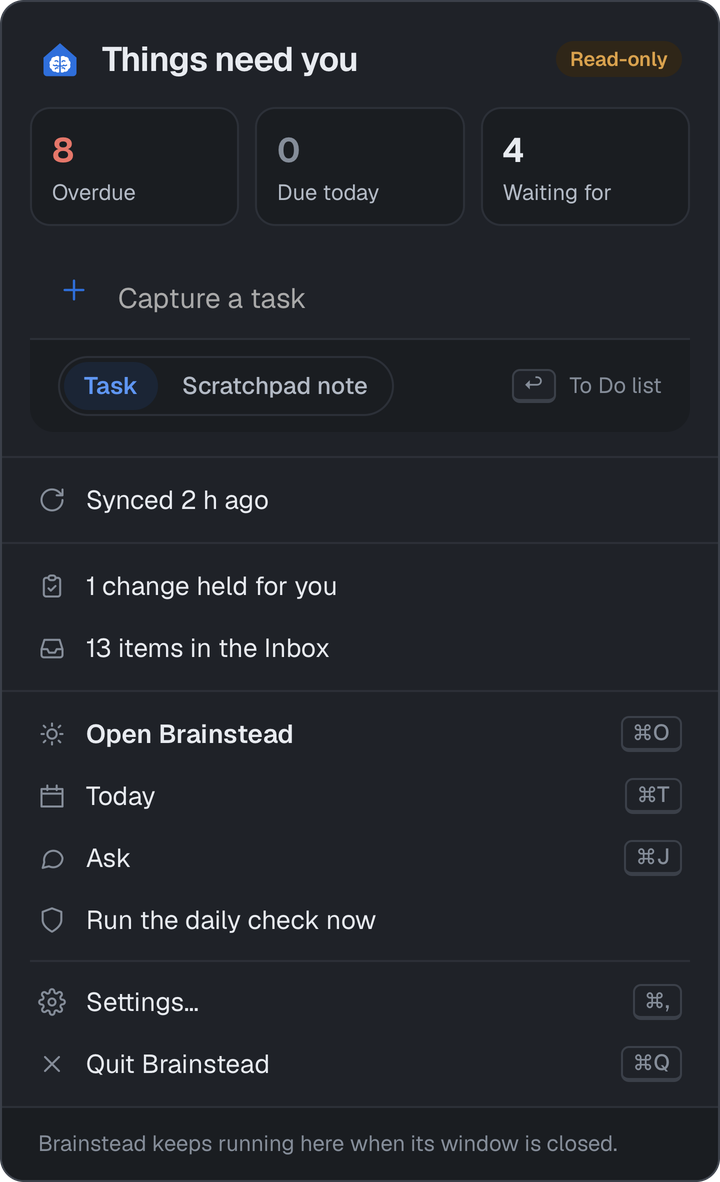 Things need you
Read-only
8
Overdue
0
Due today
4
Waiting for
Capture a task
Task
Scratchpad note
To Do list
Synced 2 h ago
1 change held for you
13 items in the Inbox
Open Brainstead
⌘O
Today
⌘T
Ask
⌘J
Run the daily check now
Settings…
⌘,
Quit Brainstead
⌘Q
Brainstead keeps running here when its window is closed.